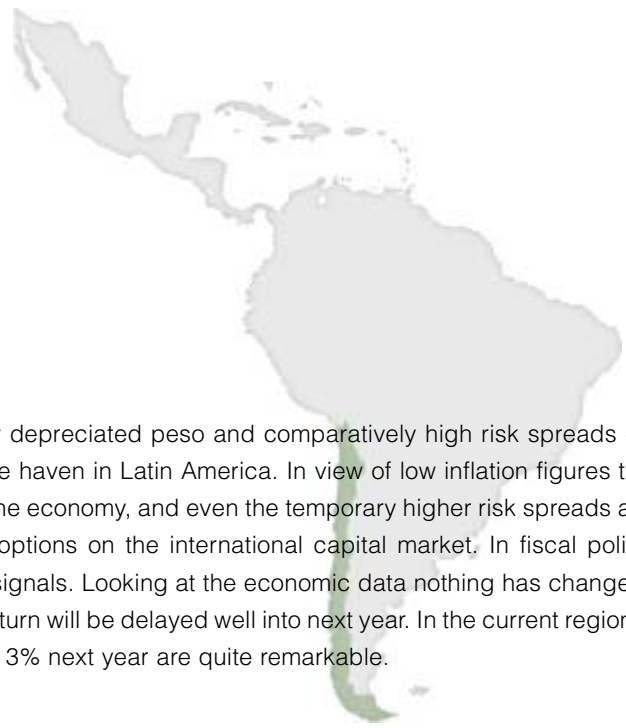 depreciated peso and comparatively high risk spreads
haven in Latin America. In view of low inflation figures
economy, and even the temporary higher risk spreads
options on the international capital market. In fiscal
signals. Looking at the economic data nothing has
turn will be delayed well into next year. In the current
3% next year are quite remarkable.